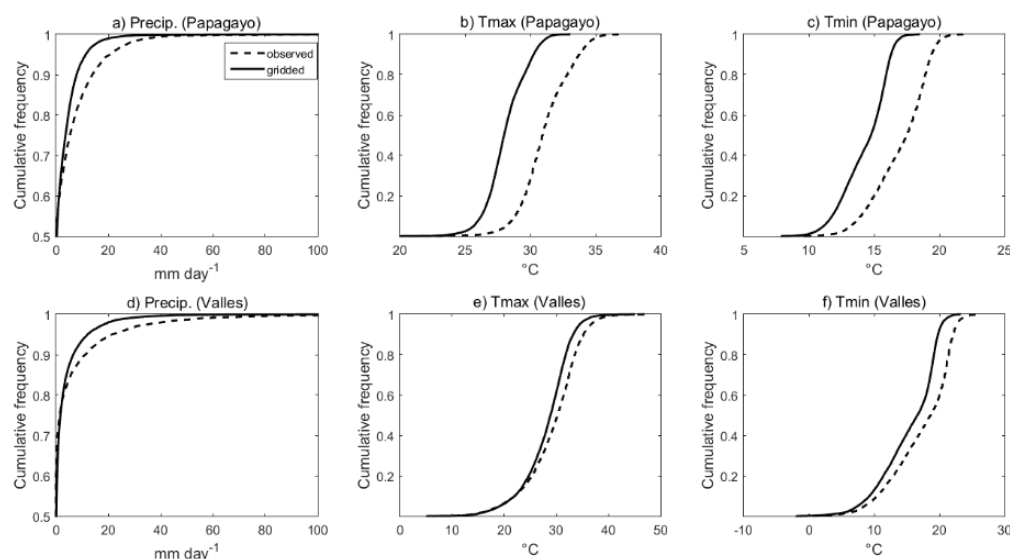 a) Precip. (Papagayo)
b) Tmax (Papagayo)
c) Tmin (Papagayo)
Cumulative frequency
1
0.9
0.8
0.7
0.6
0.5
observed
gridded
0 20 40 60 80 100
mm day-1
Cumulative frequency
1
0.8
0.6
0.4
0.2
20 25 30 35 40
°C
Cumulative frequency
1
0.8
0.6
0.4
0.2
5 10 15 20 25
°C
d) Precip. (Valles)
e) Tmax (Valles)
f) Tmin (Valles)
Cumulative frequency
1
0.9
0.8
0.7
0.6
0.5
0 20 40 60 80 100
mm day-1
Cumulative frequency
1
0.8
0.6
0.4
0.2
0 20 40 50
°C
Cumulative frequency
1
0.8
0.6
0.4
0.2
-10 0 10 20 30
°C